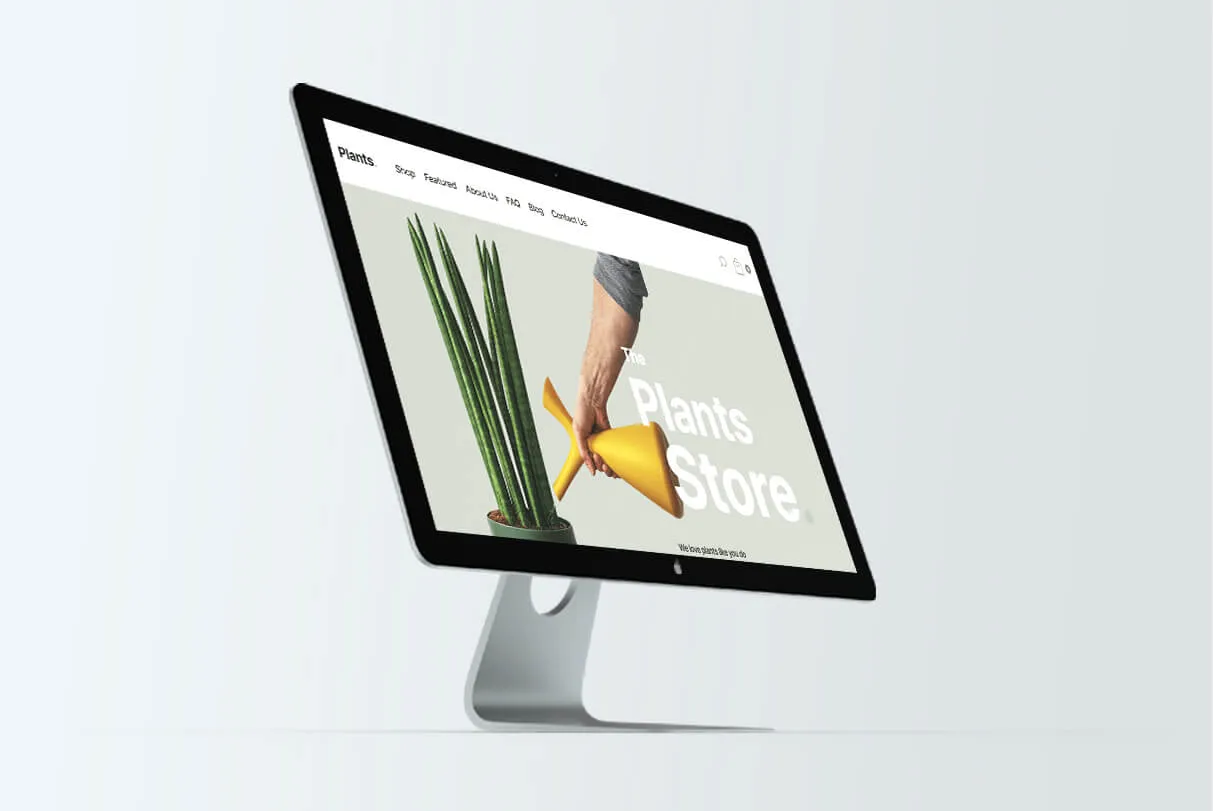 Plants.
Shop Featured About Us FAQ Blog Contact Us
The
Plants
Store.
We love plants like you do